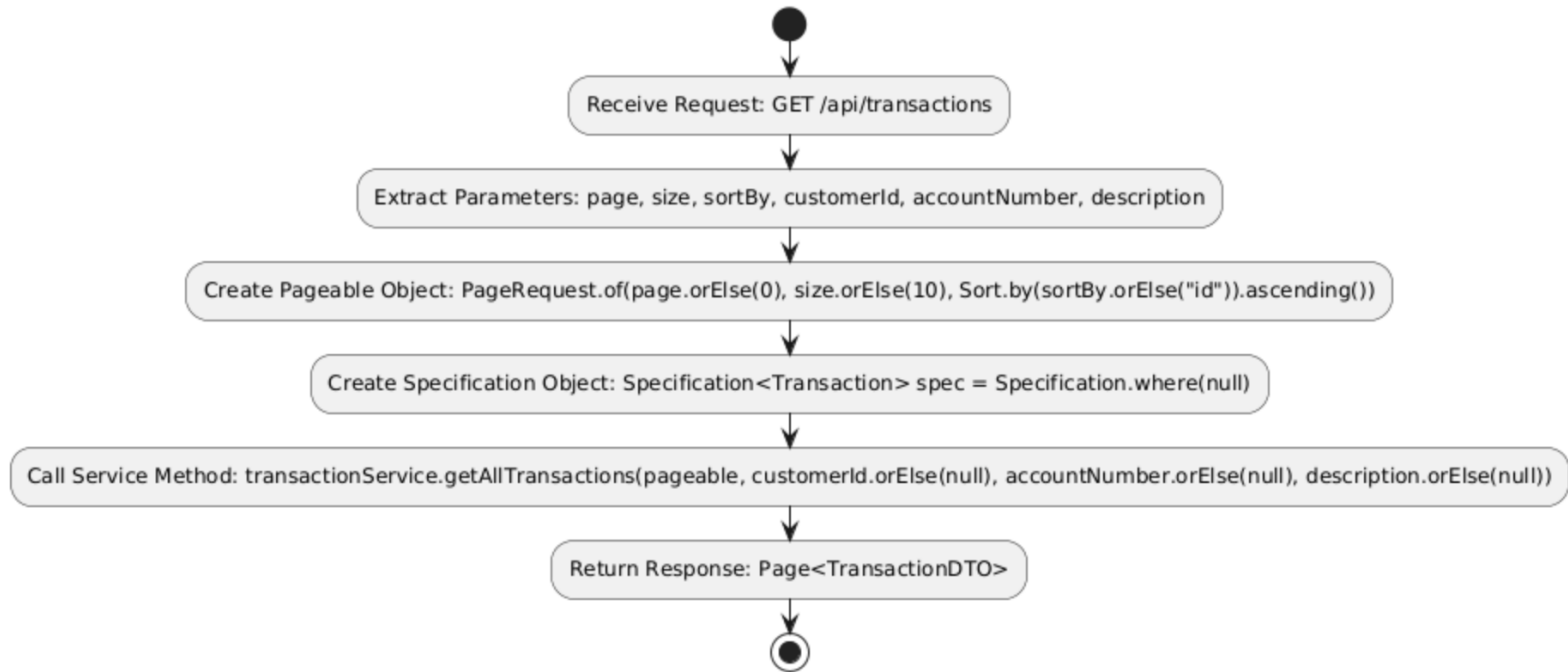 Receive Request: GET /api/transactions
Extract Parameters: page, size, sortBy, customerId, accountNumber, description
Create Pageable Object: PageRequest.of(page.orElse(0), size.orElse(10), Sort.by(sortBy.orElse("id")).ascending())
Create Specification Object: Specification<Transaction> spec = Specification.where(null)
Call Service Method: transactionService.getAllTransactions(pageable, customerId.orElse(null), accountNumber.orElse(null), description.orElse(null))
Return Response: Page<TransactionDTO>